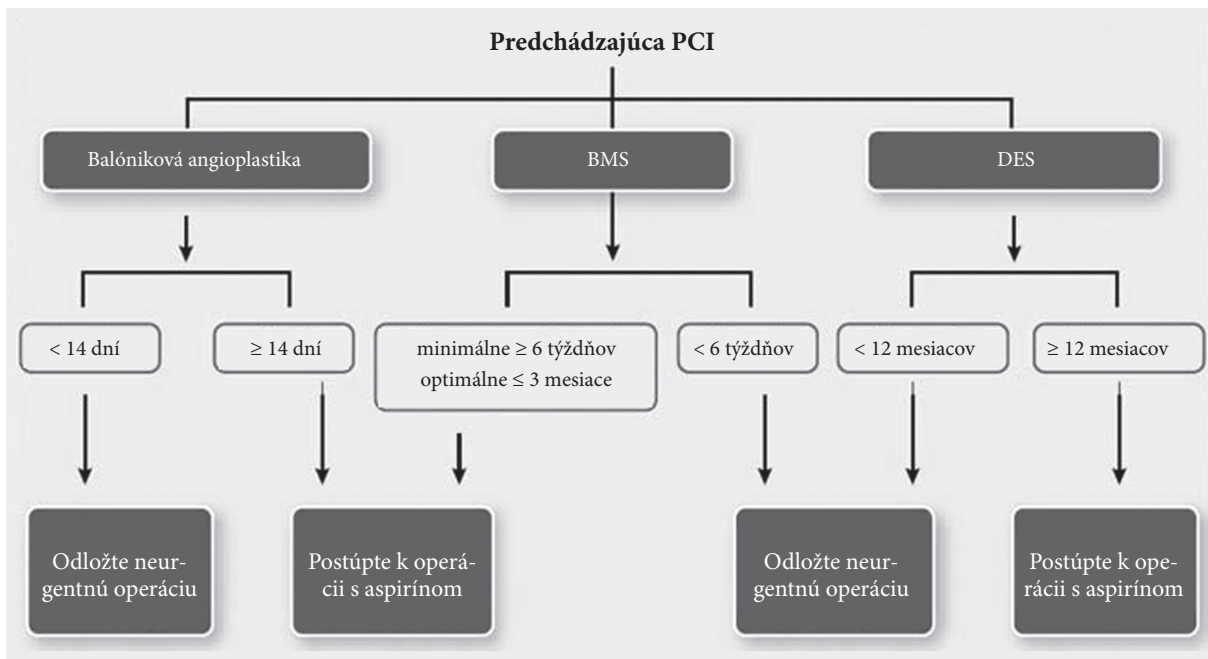 Predchádzajúca PCI
Balóniková angioplastika
BMS
DES
< 14 dní
≥ 14 dní
minimálne ≥ 6 týždňov
optimálne ≤ 3 mesiace
< 6 týždňov
< 12 mesiacov
≥ 12 mesiacov
Odložte neur-
gentnú operáciu
Postúpte k operá-
cii s aspirínom
Odložte neur-
gentnú operáciu
Postúpte k ope-
rácii s aspirínom